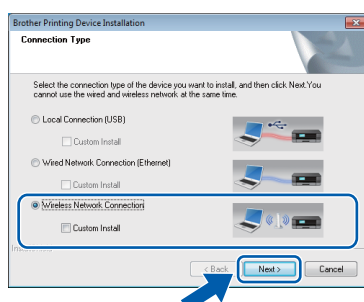 Brother Printing Device Installation
Connection Type
Select the connection type of the device you want to install, and then click Next.You
cannot use the wired and wireless network at the same time.
Local Connection (USB)
Custom Install
Wired Network Connection (Ethernet)
Custom Install
Wireless Network Connection
Custom Install
< Back
Next >
Cancel